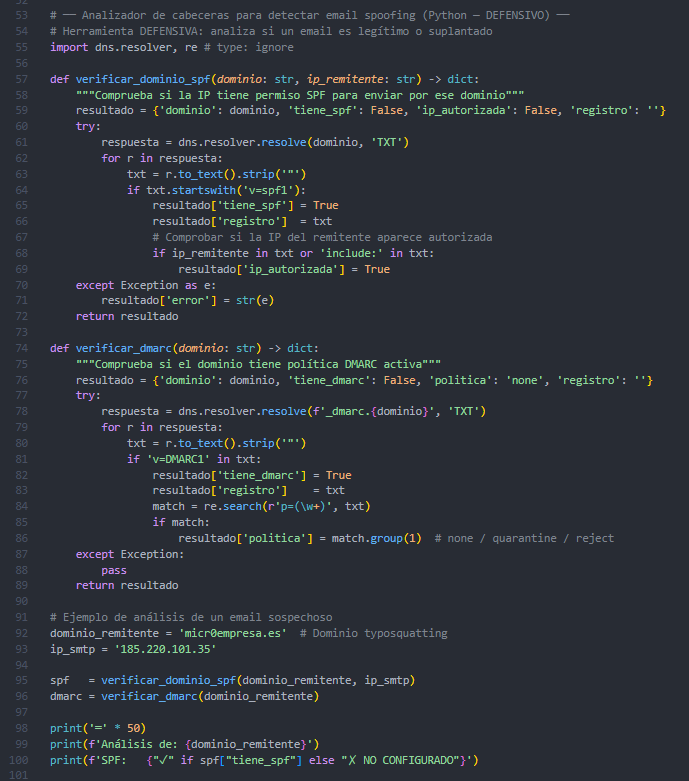 53 # —— Analizador de cabeceras para detectar email spoofing (Python — DEFENSIVO) ——
54 # Herramienta DEFENSIVA: analiza si un email es legítimo o suplantado
55 import dns.resolver, re # type: ignore
56
57 def verificar_dominio_spf(dominio: str, ip_remitente: str) -> dict:
58     """Comprueba si la IP tiene permiso SPF para enviar por ese dominio"""
59     resultado = {'dominio': dominio, 'tiene_spf': False, 'ip_autorizada': False, 'registro': ''}
60     try:
61         respuesta = dns.resolver.resolve(dominio, 'TXT')
62         for r in respuesta:
63             txt = r.to_text().strip('"')
64             if txt.startswith('v=spf1'):
65                 resultado['tiene_spf'] = True
66                 resultado['registro']  = txt
67                 # Comprobar si la IP del remitente aparece autorizada
68                 if ip_remitente in txt or 'include:' in txt:
69                     resultado['ip_autorizada'] = True
70     except Exception as e:
71         resultado['error'] = str(e)
72     return resultado
73
74 def verificar_dmarc(dominio: str) -> dict:
75     """Comprueba si el dominio tiene política DMARC activa"""
76     resultado = {'dominio': dominio, 'tiene_dmarc': False, 'politica': 'none', 'registro': ''}
77     try:
78         respuesta = dns.resolver.resolve(f'_dmarc.{dominio}', 'TXT')
79         for r in respuesta:
80             txt = r.to_text().strip('"')
81             if 'v=DMARC1' in txt:
82                 resultado['tiene_dmarc'] = True
83                 resultado['registro']    = txt
84                 match = re.search(r'p=(\w+)', txt)
85                 if match:
86                     resultado['politica'] = match.group(1)  # none / quarantine / reject
87     except Exception:
88         pass
89     return resultado
90
91 # Ejemplo de análisis de un email sospechoso
92 dominio_remitente = 'micr0empresa.es'  # Dominio typosquatting
93 ip_smtp = '185.220.101.35'
94
95 spf   = verificar_dominio_spf(dominio_remitente, ip_smtp)
96 dmarc = verificar_dmarc(dominio_remitente)
97
98 print('=' * 50)
99 print(f'Análisis de: {dominio_remitente}')
100 print(f'SPF:   {"✓" if spf["tiene_spf"] else "✗ NO CONFIGURADO"}')
101